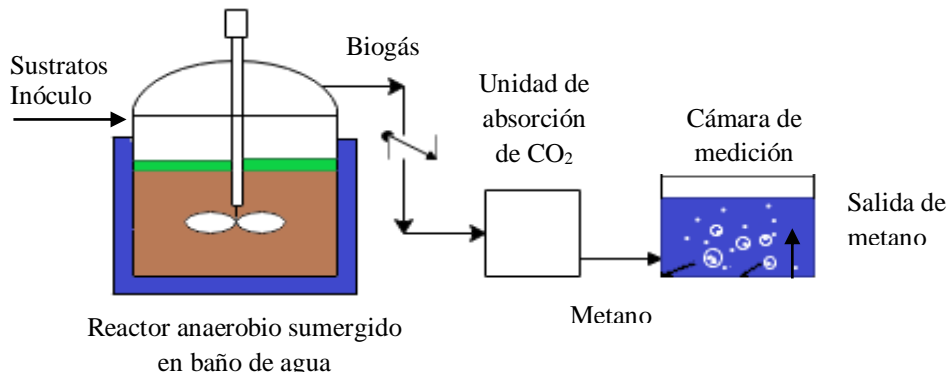 Sustratos
Inóculo
Biogás
Unidad de
absorción
de CO₂
Cámara de
medición
Salida de
metano
Metano
Reactor anaerobio sumergido
en baño de agua